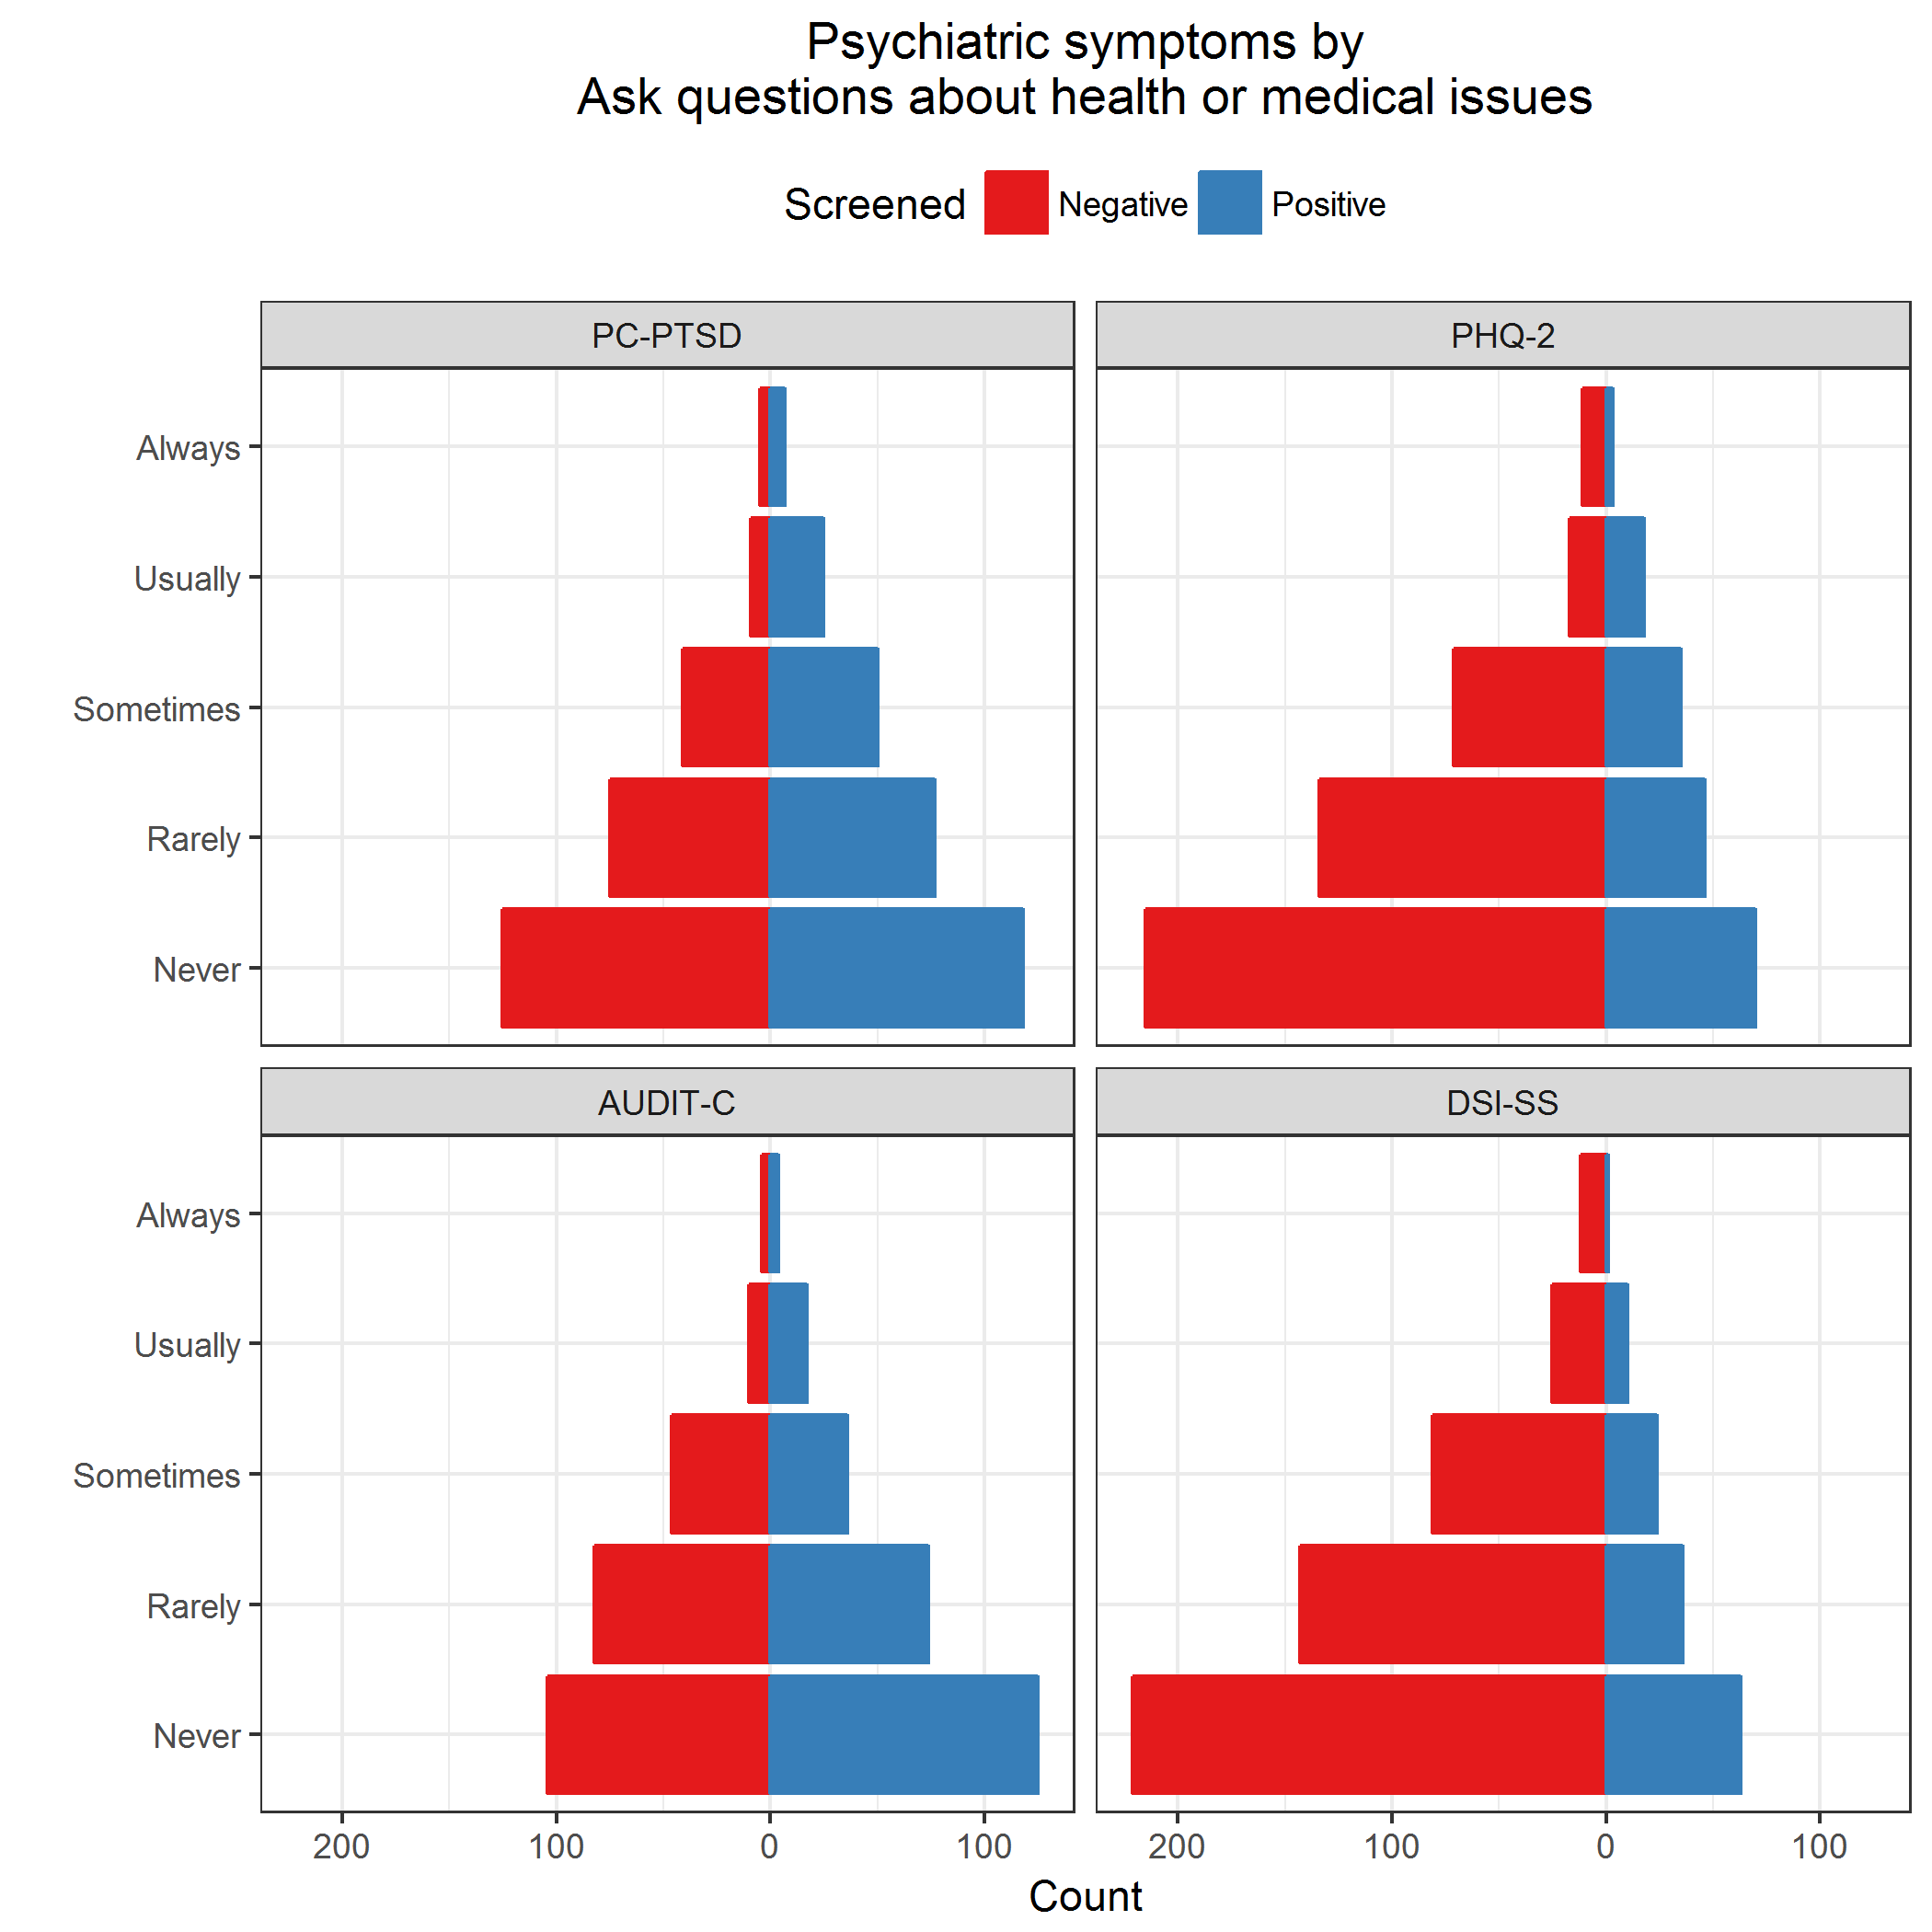 Psychiatric symptoms by
Ask questions about health or medical issues
Screened Negative Positive
PC-PTSD PHQ-2
Always
Usually
Sometimes
Rarely
Never
AUDIT-C DSI-SS
Always
Usually
Sometimes
Rarely
Never
200 100 0 100 200 100 0 100
Count